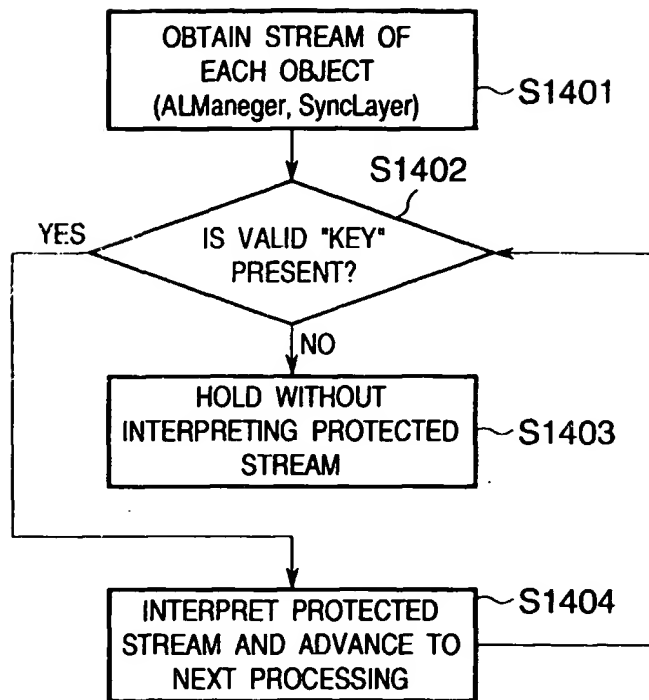 OBTAIN STREAM OF
EACH OBJECT
(ALManeger, SyncLayer)
S1401
S1402
YES
IS VALID "KEY"
PRESENT?
NO
HOLD WITHOUT
INTERPRETING PROTECTED
STREAM
S1403
S1404
INTERPRET PROTECTED
STREAM AND ADVANCE TO
NEXT PROCESSING